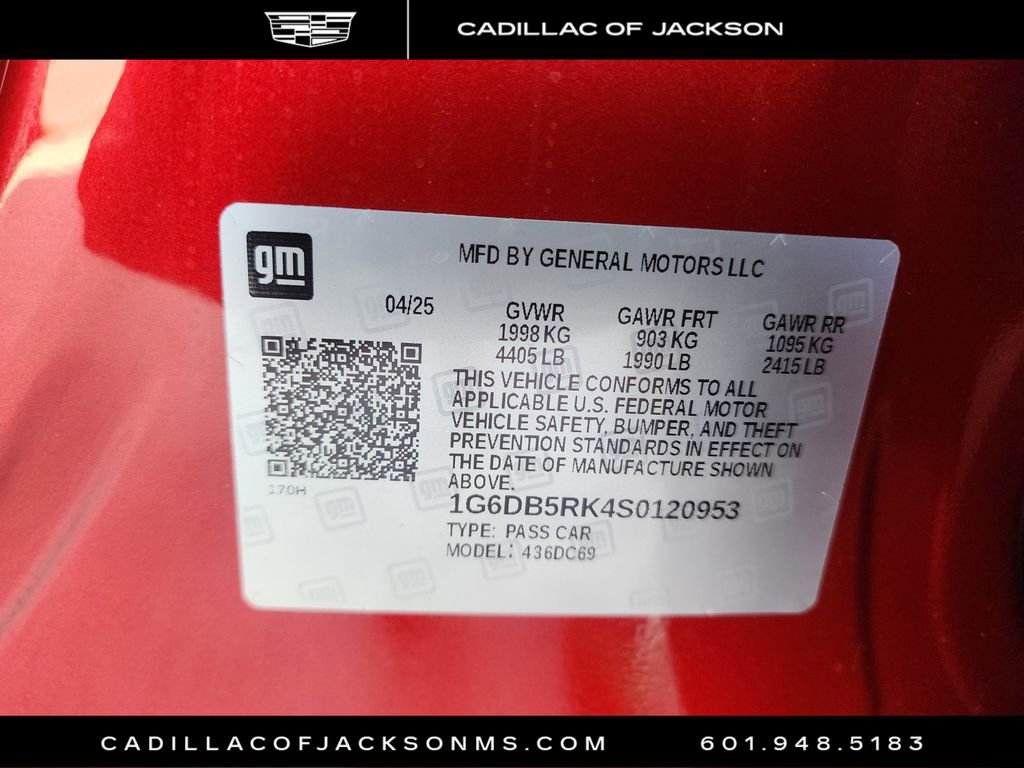 CADILLAC OF JACKSON
gm
MFD BY GENERAL MOTORS LLC
04/25
GVWR
1998 KG
4405 LB
GAWR FRT
903 KG
1990 LB
GAWR RR
1095 KG
2415 LB
THIS VEHICLE CONFORMS TO ALL
APPLICABLE U.S. FEDERAL MOTOR
VEHICLE SAFETY, BUMPER, AND THEFT
PREVENTION STANDARDS IN EFFECT ON
THE DATE OF MANUFACTURE SHOWN
ABOVE.
170H
1G6DB5RK4S0120953
TYPE: PASS CAR
MODEL: 436DC69
CADILLACOFJACKSONMS.COM
601.948.5183